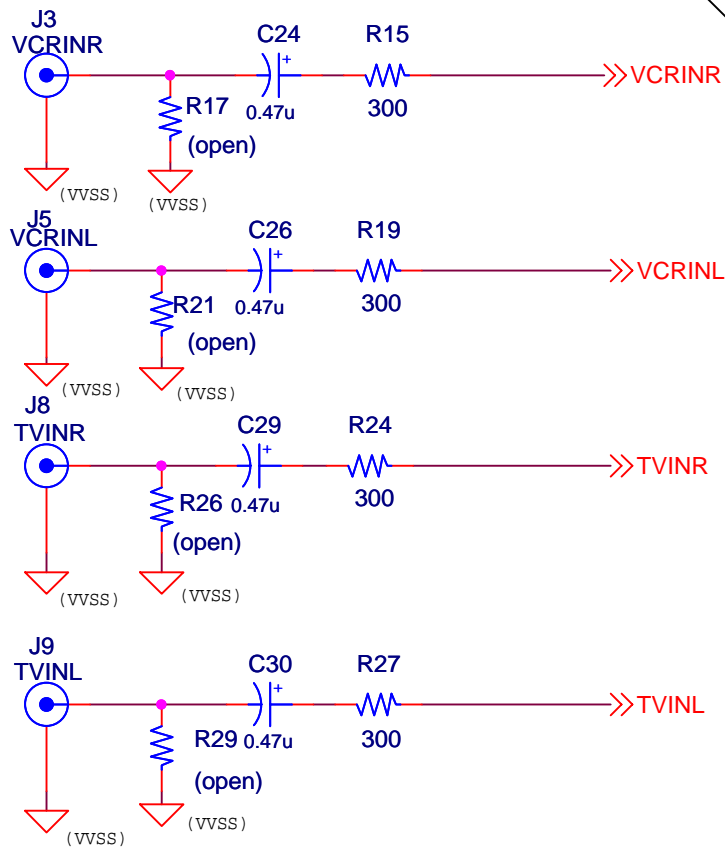 J3
VCRINR
C24
+
R15
VCRINR
R17
0.47u
300
(open)
(VVSS)
(VVSS)
J5
VCRINL
C26
+
R19
VCRINL
R21
0.47u
300
(open)
(VVSS)
(VVSS)
J8
TVINR
C29
+
R24
TVINR
R26
0.47u
300
(open)
(VVSS)
(VVSS)
J9
TVINL
C30
+
R27
TVINL
R29
0.47u
300
(open)
(VVSS)
(VVSS)